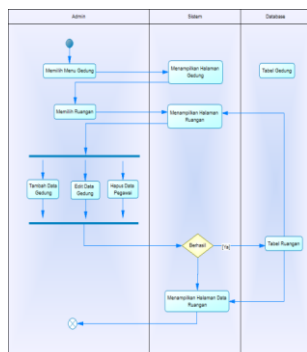 Admin
Sistem
Database
Memilih Menu Gedung
Menampilkan Halaman
Gedung
Tabel Gedung
Memilih Ruangan
Menampilkan Halaman
Ruangan
Tambah Data
Gedung
Edit Data
Gedung
Hapus Data
Pegawai
Berhasil
[Ya]
Tabel Ruangan
Menampilkan Halaman Data
Ruangan